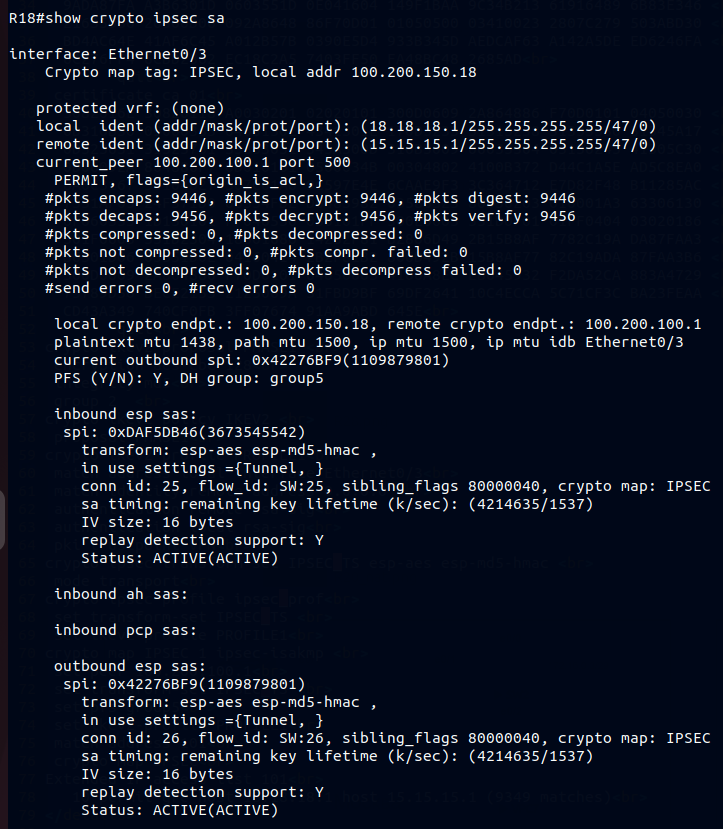 R18#show crypto ipsec sa
interface: Ethernet0/3
Crypto map tag: IPSEC, local addr 100.200.150.18
protected vrf: (none)
local  ident (addr/mask/prot/port): (18.18.18.1/255.255.255.255/47/0)
remote ident (addr/mask/prot/port): (15.15.15.1/255.255.255.255/47/0)
current_peer 100.200.100.1 port 500
PERMIT, flags={origin_is_acl,}
#pkts encaps: 9446, #pkts encrypt: 9446, #pkts digest: 9446
#pkts decaps: 9456, #pkts decrypt: 9456, #pkts verify: 9456
#pkts compressed: 0, #pkts decompressed: 0
#pkts not compressed: 0, #pkts compr. failed: 0
#pkts not decompressed: 0, #pkts decompress failed: 0
#send errors 0, #recv errors 0
local crypto endpt.: 100.200.150.18, remote crypto endpt.: 100.200.100.1
plaintext mtu 1438, path mtu 1500, ip mtu 1500, ip mtu idb Ethernet0/3
current outbound spi: 0x42276BF9(1109879801)
PFS (Y/N): Y, DH group: group5
inbound esp sas:
spi: 0xDAF5DB46(3673545542)
transform: esp-aes esp-md5-hmac ,
in use settings ={Tunnel, }
conn id: 25, flow_id: SW:25, sibling_flags 80000040, crypto map: IPSEC
sa timing: remaining key lifetime (k/sec): (4214635/1537)
IV size: 16 bytes
replay detection support: Y
Status: ACTIVE(ACTIVE)
inbound ah sas:
inbound pcp sas:
outbound esp sas:
spi: 0x42276BF9(1109879801)
transform: esp-aes esp-md5-hmac ,
in use settings ={Tunnel, }
conn id: 26, flow_id: SW:26, sibling_flags 80000040, crypto map: IPSEC
sa timing: remaining key lifetime (k/sec): (4214635/1537)
IV size: 16 bytes
replay detection support: Y
Status: ACTIVE(ACTIVE)